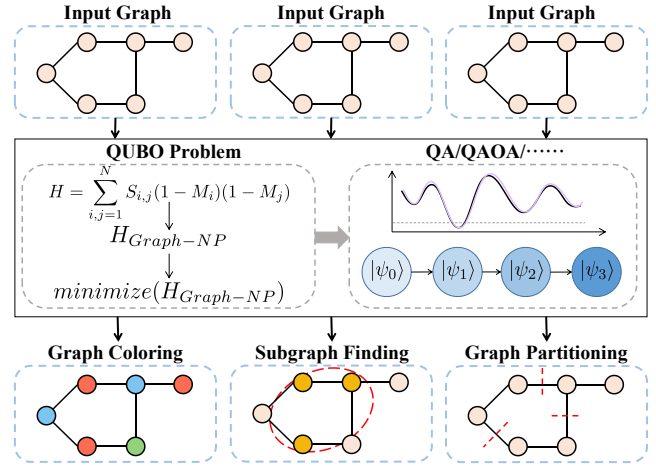 Input Graph
Input Graph
Input Graph
QUBO Problem
QA/QAOA/······
H = \sum_{i,j=1}^{N} S_{i,j}(1 - M_i)(1 - M_j)
H_{Graph-NP}
minimize(H_{Graph-NP})
|ψ_0⟩
|ψ_1⟩
|ψ_2⟩
|ψ_3⟩
Graph Coloring
Subgraph Finding
Graph Partitioning